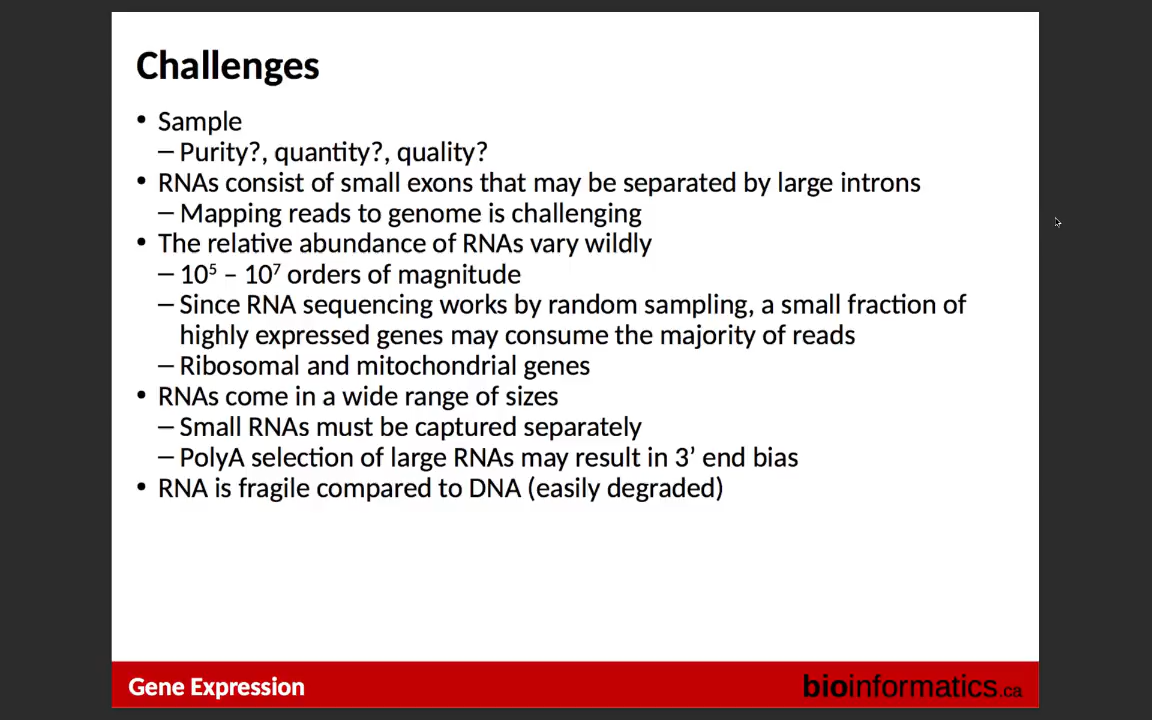 Challenges
• Sample
– Purity?, quantity?, quality?
• RNAs consist of small exons that may be separated by large introns
– Mapping reads to genome is challenging
• The relative abundance of RNAs vary wildly
– 10⁵ – 10⁷ orders of magnitude
– Since RNA sequencing works by random sampling, a small fraction of
highly expressed genes may consume the majority of reads
– Ribosomal and mitochondrial genes
• RNAs come in a wide range of sizes
– Small RNAs must be captured separately
– PolyA selection of large RNAs may result in 3’ end bias
• RNA is fragile compared to DNA (easily degraded)
Gene Expression
bioinformatics.ca